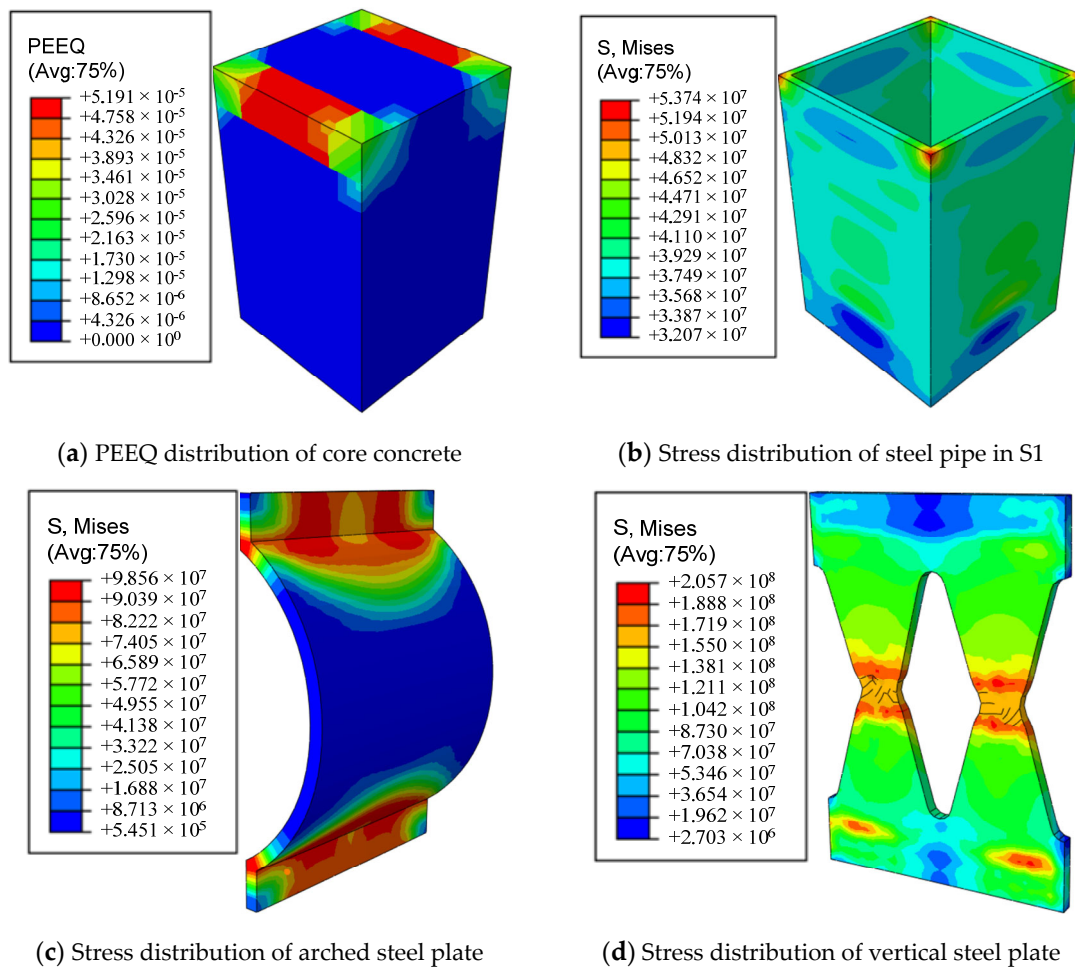 PEEQ
(Avg:75%)
+5.191 × 10⁻⁵
+4.758 × 10⁻⁵
+4.326 × 10⁻⁵
+3.893 × 10⁻⁵
+3.461 × 10⁻⁵
+3.028 × 10⁻⁵
+2.596 × 10⁻⁵
+2.163 × 10⁻⁵
+1.730 × 10⁻⁵
+1.298 × 10⁻⁵
+8.652 × 10⁻⁶
+4.326 × 10⁻⁶
+0.000 × 10⁰
S, Mises
(Avg:75%)
+5.374 × 10⁷
+5.194 × 10⁷
+5.013 × 10⁷
+4.832 × 10⁷
+4.652 × 10⁷
+4.471 × 10⁷
+4.291 × 10⁷
+4.110 × 10⁷
+3.929 × 10⁷
+3.749 × 10⁷
+3.568 × 10⁷
+3.387 × 10⁷
+3.207 × 10⁷
(a) PEEQ distribution of core concrete
(b) Stress distribution of steel pipe in S1
S, Mises
(Avg:75%)
+9.856 × 10⁷
+9.039 × 10⁷
+8.222 × 10⁷
+7.405 × 10⁷
+6.589 × 10⁷
+5.772 × 10⁷
+4.955 × 10⁷
+4.138 × 10⁷
+3.322 × 10⁷
+2.505 × 10⁷
+1.688 × 10⁷
+8.713 × 10⁶
+5.451 × 10⁵
S, Mises
(Avg:75%)
+2.057 × 10⁸
+1.888 × 10⁸
+1.719 × 10⁸
+1.550 × 10⁸
+1.381 × 10⁸
+1.211 × 10⁸
+1.042 × 10⁸
+8.730 × 10⁷
+7.038 × 10⁷
+5.346 × 10⁷
+3.654 × 10⁷
+1.962 × 10⁷
+2.703 × 10⁶
(c) Stress distribution of arched steel plate
(d) Stress distribution of vertical steel plate